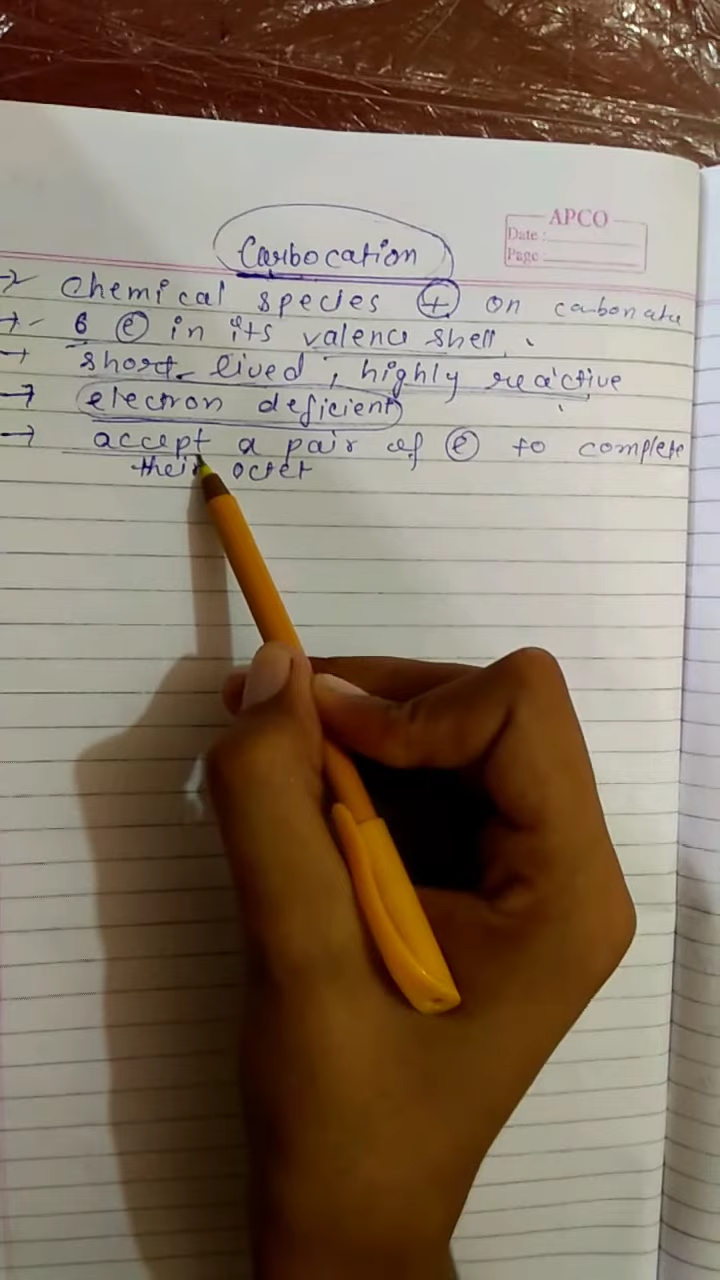 Carbocation
APCO
Date :
Page :
→ Chemical species ⊕ on carbon atm
→ 6 ⓔ in its valence shell.
→ short-lived, highly reactive
→ electron deficient
→ accept a pair of ⓔ to complete
their octet